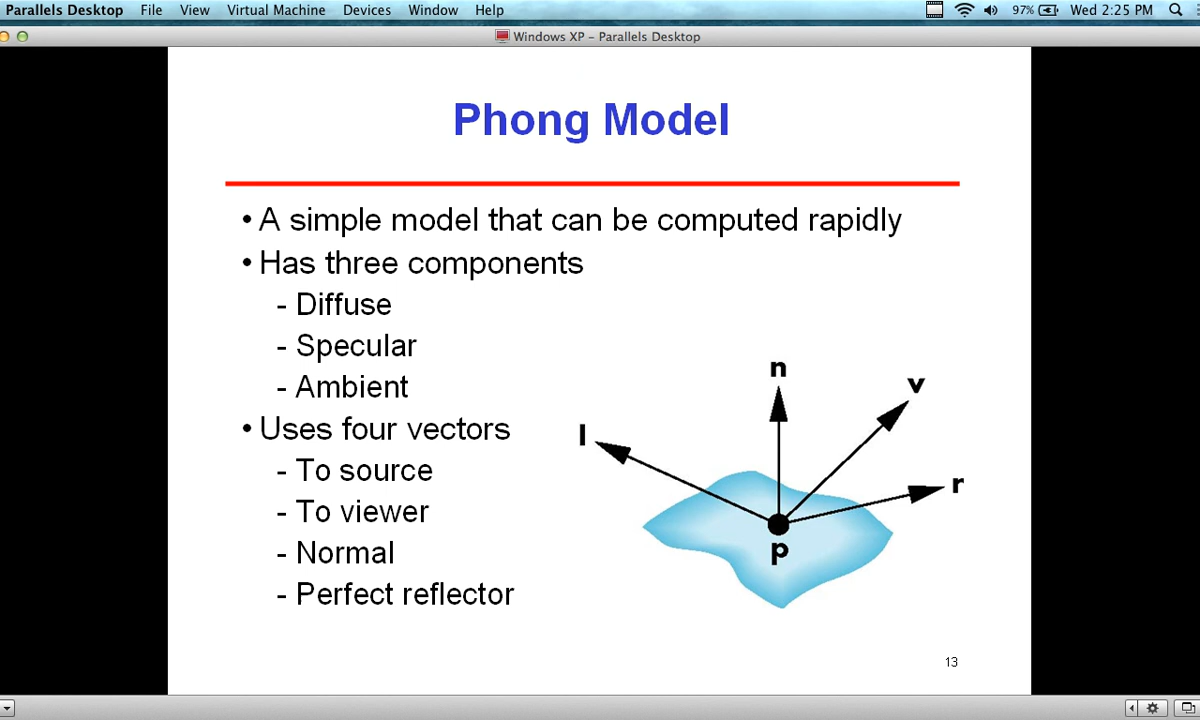 Parallels Desktop File View Virtual Machine Devices Window Help 97% Wed 2:25 PM
Windows XP – Parallels Desktop
Phong Model
• A simple model that can be computed rapidly
• Has three components
- Diffuse
- Specular
- Ambient
• Uses four vectors
- To source
- To viewer
- Normal
- Perfect reflector
n
v
l
r
p
13